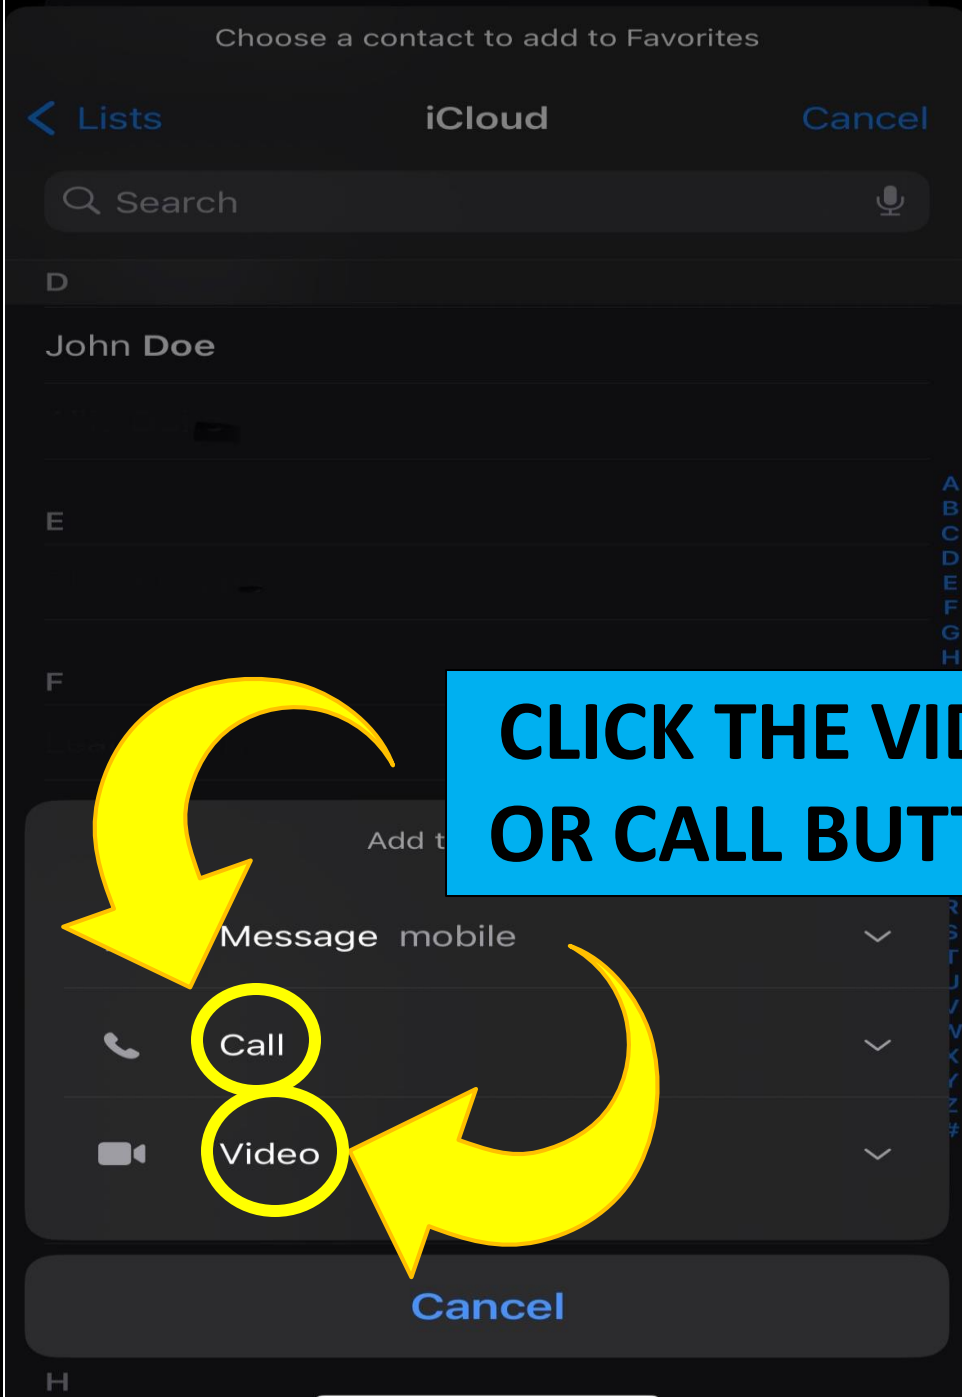 Choose a contact to add to Favorites
Lists iCloud Cancel
Search
D
John Doe
E
A
B
C
D
E
F
G
H
F
CLICK THE VID
OR CALL BUTT
Add t
Message mobile
R
S
T
U
V
W
X
Y
Z
#
Call
Video
Cancel
H